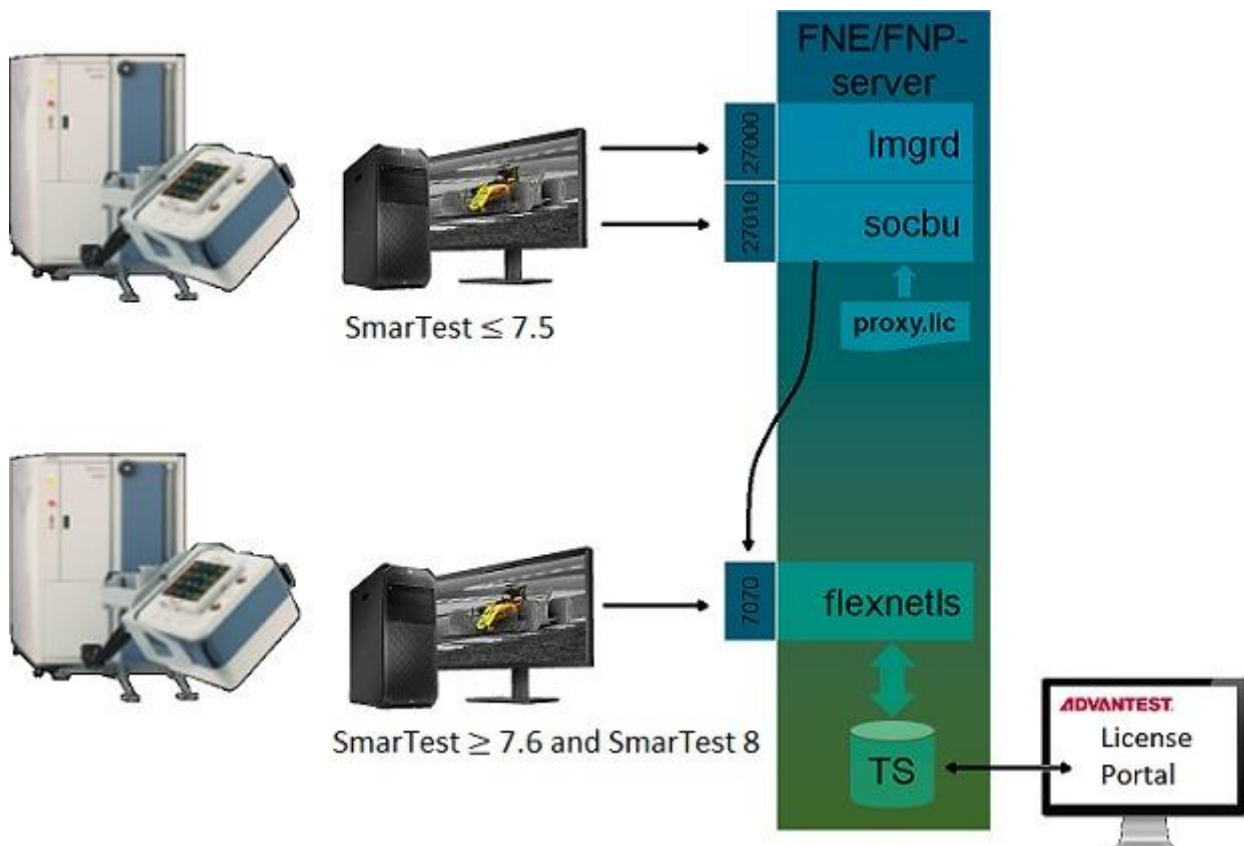 FNE/FNP-
server
27000
lmgrd
27010
socbu
proxy.lic
SmarTest ≤ 7.5
7070
flexnetls
SmarTest ≥ 7.6 and SmarTest 8
TS
ADVANTEST.
License
Portal